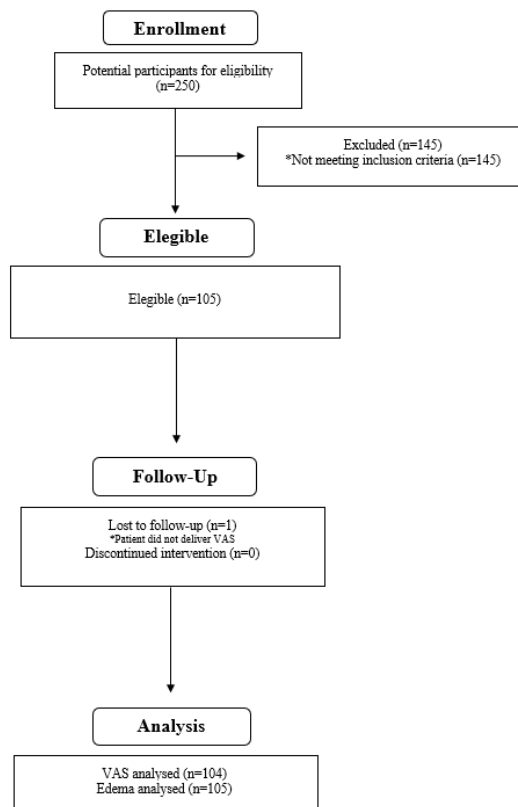 Enrollment
Potential participants for eligibility
(n=250)
Excluded (n=145)
*Not meeting inclusion criteria (n=145)
Elegible
Elegible (n=105)
Follow-Up
Lost to follow-up (n=1)
*Patient did not deliver VAS
Discontinued intervention (n=0)
Analysis
VAS analysed (n=104)
Edema analysed (n=105)